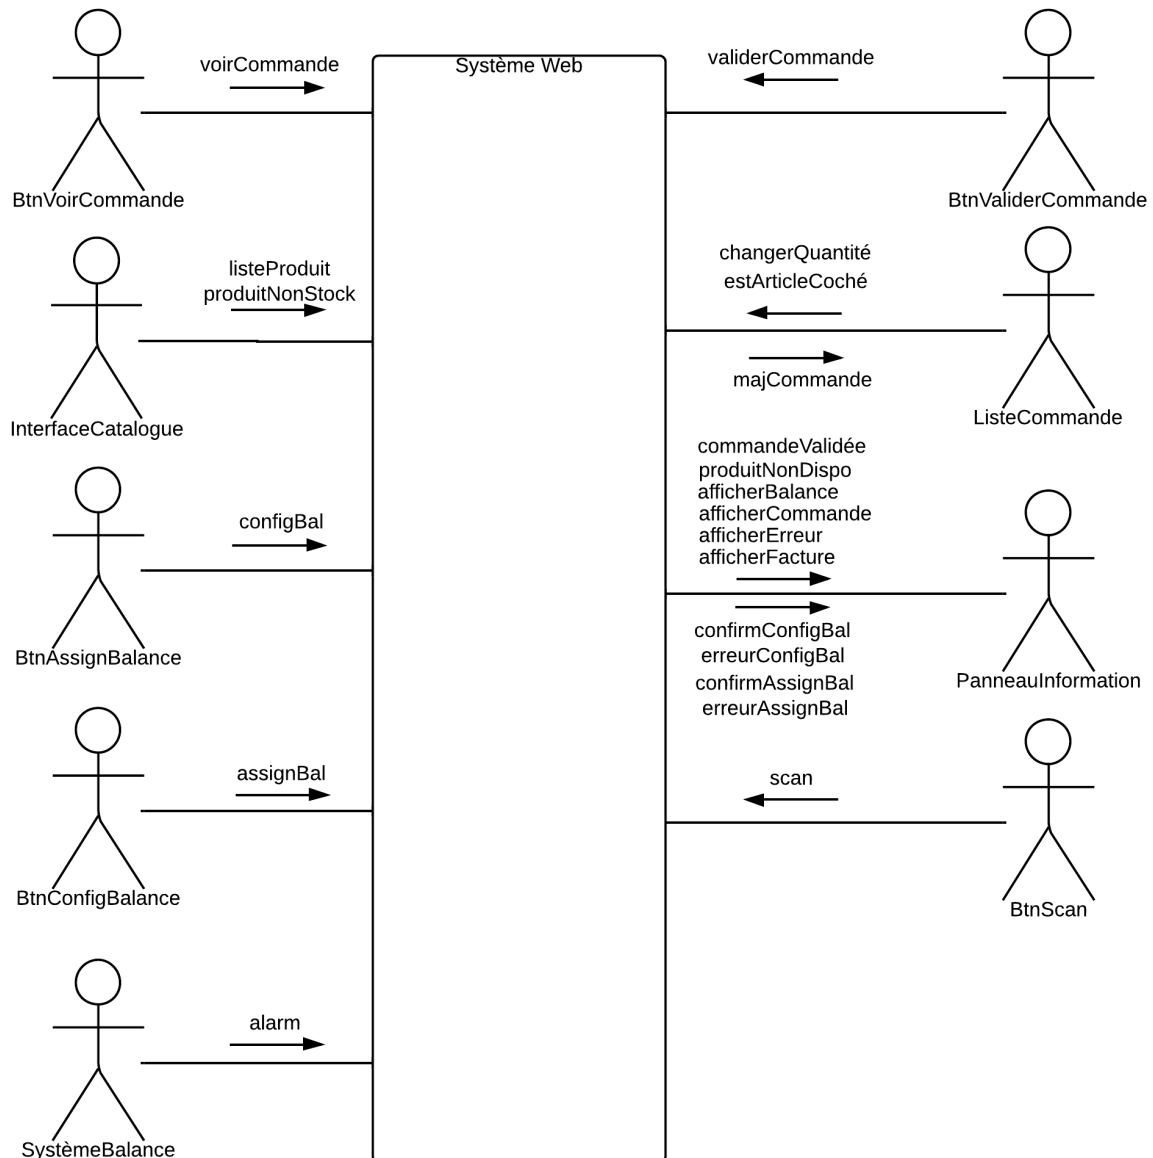 voirCommande
BtnVoirCommande
listeProduit
produitNonStock
InterfaceCatalogue
configBal
BtnAssignBalance
assignBal
BtnConfigBalance
alarm
SystèmeBalance
Système Web
validerCommande
BtnValiderCommande
changerQuantité
estArticleCoché
majCommande
ListeCommande
commandeValidée
produitNonDispo
afficherBalance
afficherCommande
afficherErreur
afficherFacture
confirmConfigBal
erreurConfigBal
confirmAssignBal
erreurAssignBal
PanneauInformation
scan
BtnScan